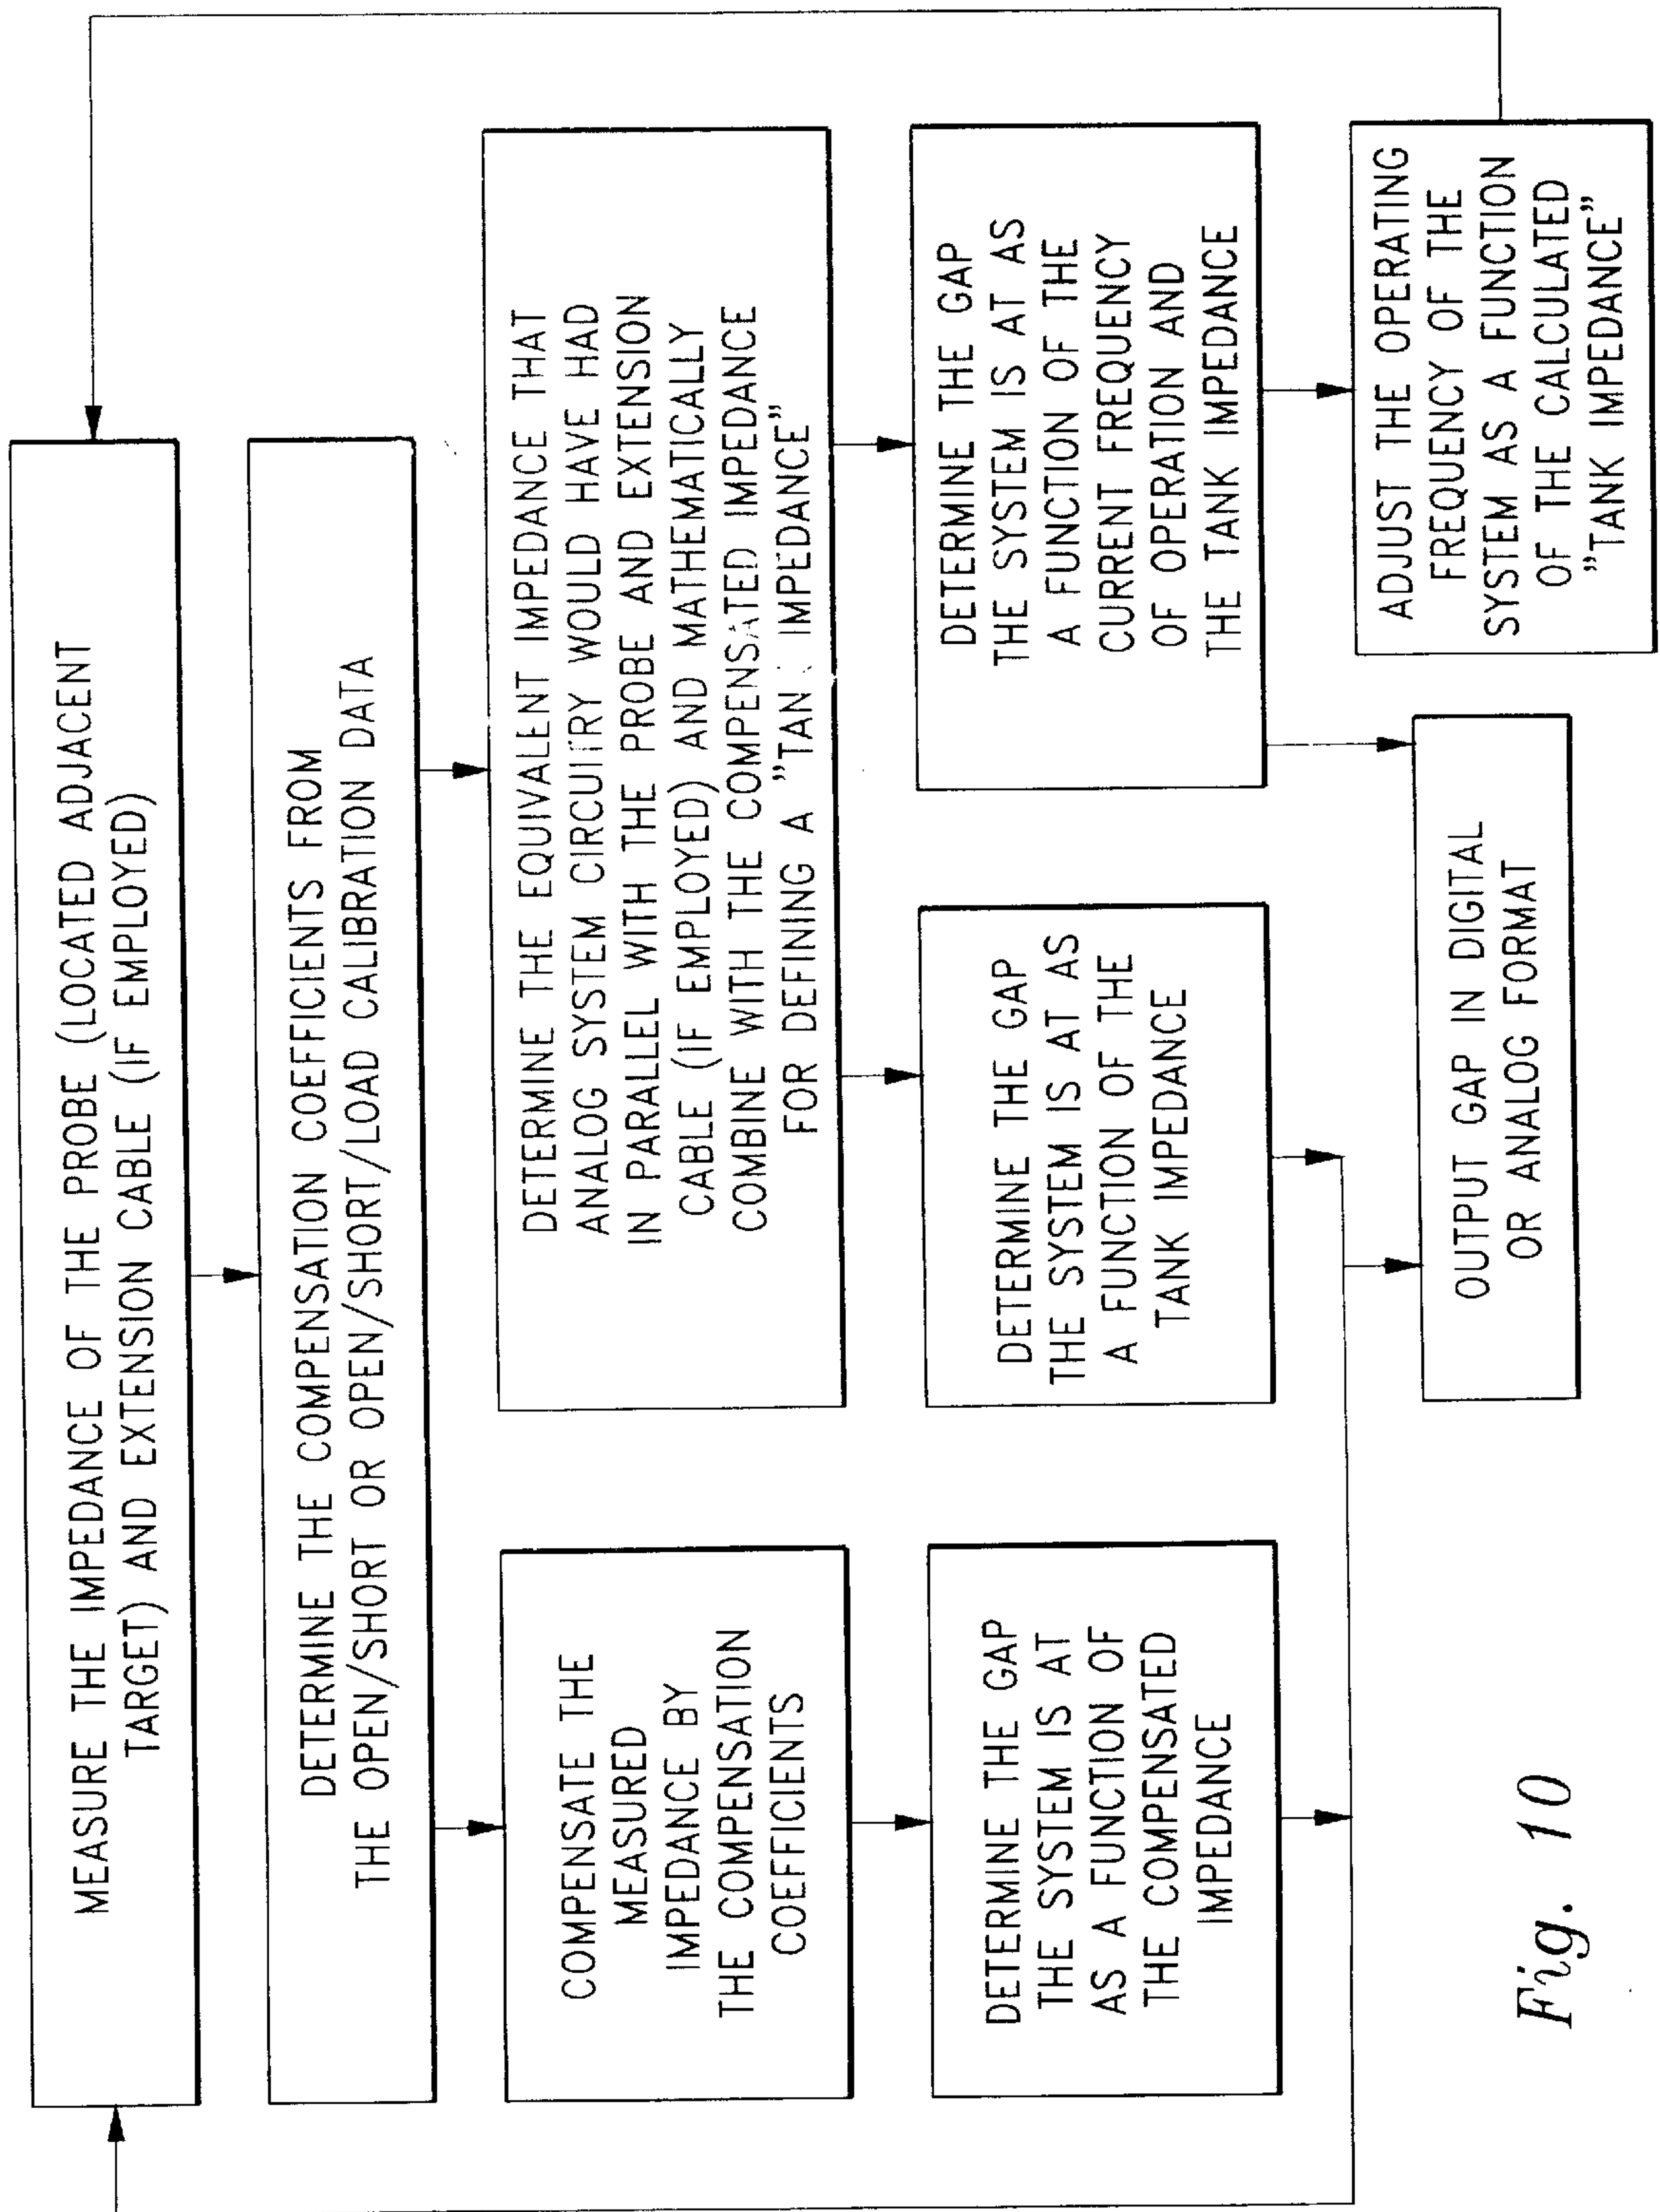 MEASURE THE IMPEDANCE OF THE PROBE (LOCATED ADJACENT
TARGET) AND EXTENSION CABLE (IF EMPLOYED)
DETERMINE THE COMPENSATION COEFFICIENTS FROM
THE OPEN/SHORT OR OPEN/SHORT/LOAD CALIBRATION DATA
COMPENSATE THE
MEASURED
IMPEDANCE BY
THE COMPENSATION
COEFFICIENTS
DETERMINE THE EQUIVALENT IMPEDANCE THAT
ANALOG SYSTEM CIRCUITRY WOULD HAVE HAD
IN PARALLEL WITH THE PROBE AND EXTENSION
CABLE (IF EMPLOYED) AND MATHEMATICALLY
COMBINE WITH THE COMPENSATED IMPEDANCE
FOR DEFINING A "TANK IMPEDANCE"
DETERMINE THE GAP
THE SYSTEM IS AT
AS A FUNCTION OF
THE COMPENSATED
IMPEDANCE
DETERMINE THE GAP
THE SYSTEM IS AT AS
A FUNCTION OF THE
TANK IMPEDANCE
DETERMINE THE GAP
THE SYSTEM IS AT AS
A FUNCTION OF THE
CURRENT FREQUENCY
OF OPERATION AND
THE TANK IMPEDANCE
OUTPUT GAP IN DIGITAL
OR ANALOG FORMAT
ADJUST THE OPERATING
FREQUENCY OF THE
SYSTEM AS A FUNCTION
OF THE CALCULATED
"TANK IMPEDANCE"
Fig. 10